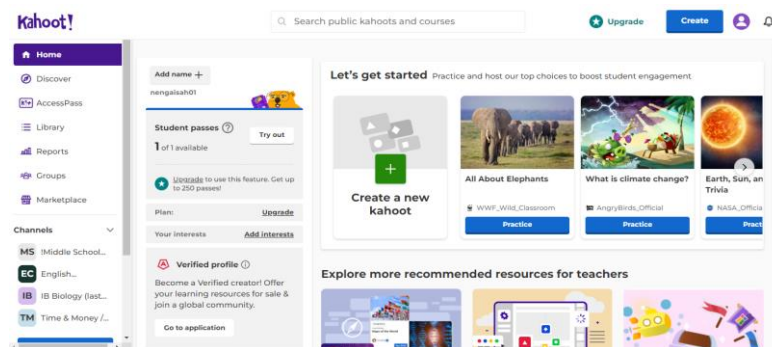 Kahoot!
Search public kahoots and courses
Upgrade
Create
Home
Discover
AccessPass
Library
Reports
Groups
Marketplace
Channels
MS !Middle School...
EC English...
IB IB Biology (last...
TM Time & Money /...
Add name +
nengaisah01
Student passes ?
1 of 1 available
Try out
Upgrade to use this feature. Get up
to 250 passes!
Plan: Upgrade
Your interests Add interests
Verified profile
Become a Verified creator! Offer
your learning resources for sale &
join a global community.
Go to application
Let's get started Practice and host our top choices to boost student engagement
Create a new
kahoot
All About Elephants
WWF_Wild_Classroom
Practice
What is climate change?
AngryBirds_Official
Practice
Earth, Sun, an
Trivia
NASA_Officia
Pract
Explore more recommended resources for teachers